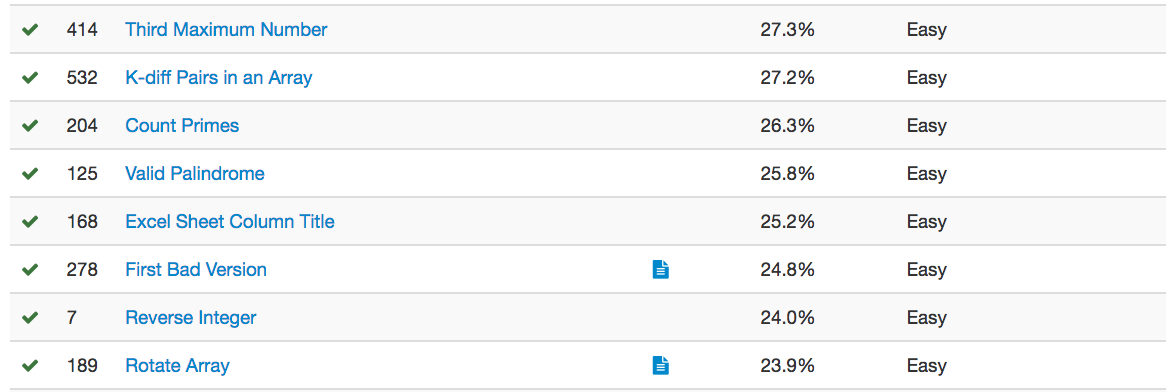 414 Third Maximum Number 27.3% Easy
532 K-diff Pairs in an Array 27.2% Easy
204 Count Primes 26.3% Easy
125 Valid Palindrome 25.8% Easy
168 Excel Sheet Column Title 25.2% Easy
278 First Bad Version 24.8% Easy
7 Reverse Integer 24.0% Easy
189 Rotate Array 23.9% Easy